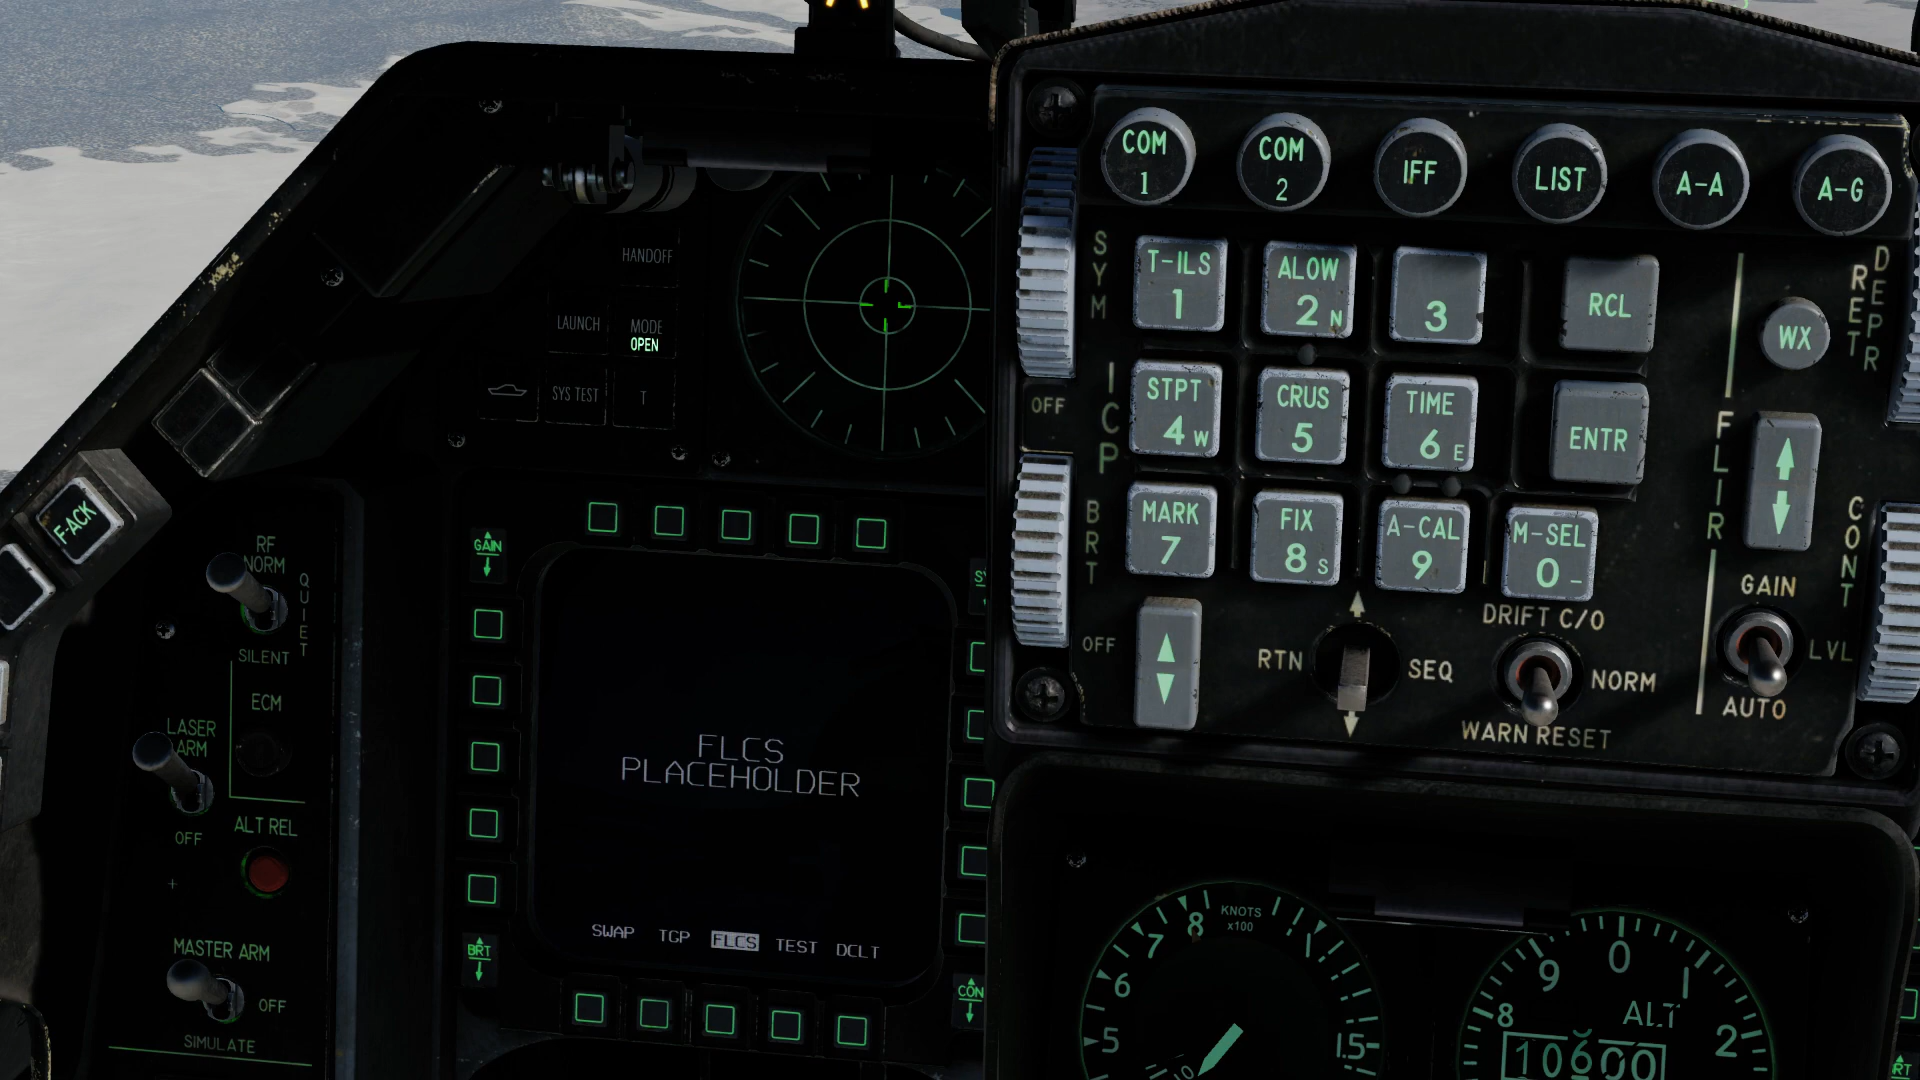 COM
1
COM
2
IFF
LIST
A-A
A-G
SYM
T-ILS
1
ALOW
2 N
3
RCL
WX
DEPR
RET
HANDOFF
LAUNCH
MODE
OPEN
SYS TEST
T
OFF
ICP
STPT
4 W
CRUS
5
TIME
6 E
ENTR
FLIR
F-ACK
BRT
MARK
7
FIX
8 S
A-CAL
9
M-SEL
0 -
CONT
GAIN
LVL
AUTO
OFF
RTN
SEQ
DRIFT C/O
NORM
WARN RESET
RF
NORM
QUIET
SILENT
ECM
LASER
ARM
OFF
ALT REL
MASTER ARM
OFF
SIMULATE
GAIN
SY
FLCS
PLACEHOLDER
SWAP TGP FLCS TEST DCLT
BRT
CON
KNOTS
x100
8
7
6
5
1
1.5
10
0
9
8
1
2
ALT
10600
RT